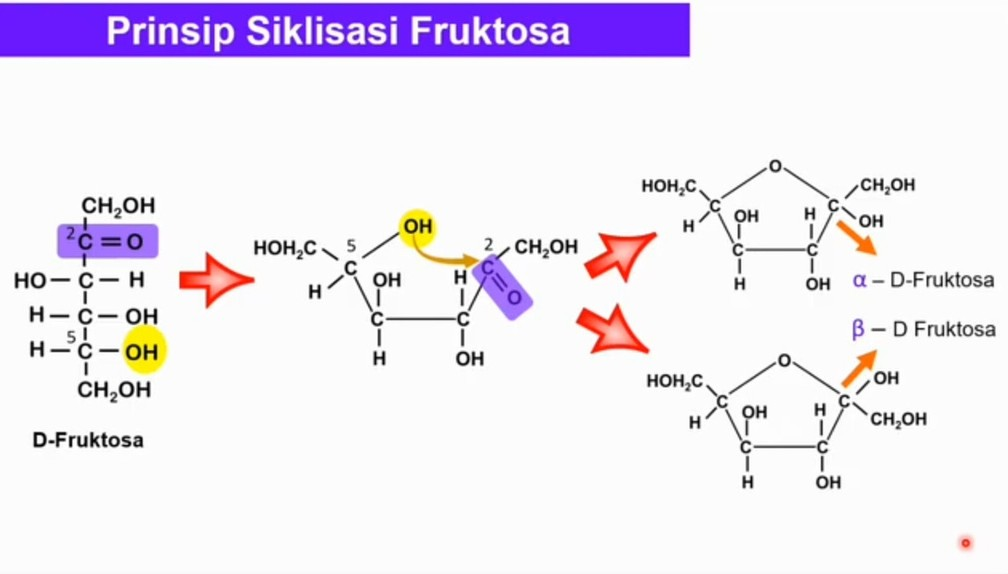 Prinsip Siklisasi Fruktosa
CH₂OH
²C=O
HO–C–H
H–C–OH
H–⁵C–OH
CH₂OH
D-Fruktosa
OH
HOH₂C 5 2 CH₂OH
C C
H OH H O
C C
H OH
O
HOH₂C CH₂OH
C C
H OH H OH
C C
H OH
α – D-Fruktosa
β – D Fruktosa
O
HOH₂C OH
C C
H OH H CH₂OH
C C
H OH